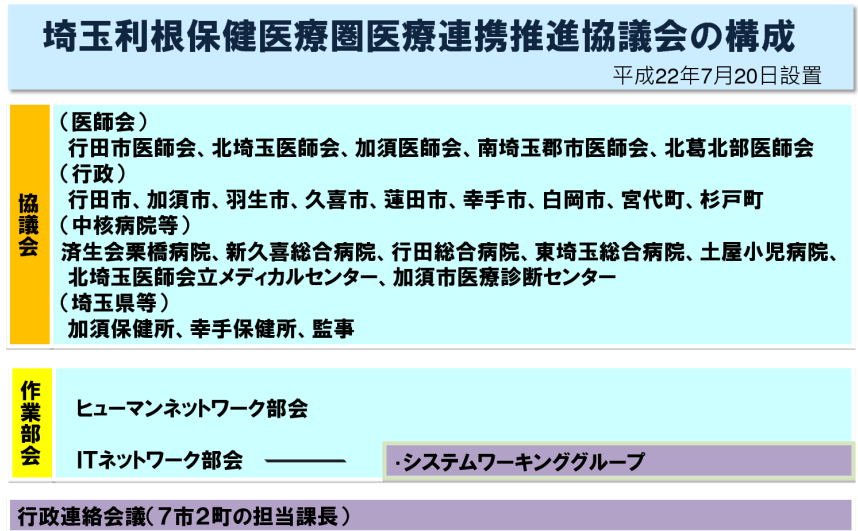 埼玉利根保健医療圏医療連携推進協議会の構成
平成22年7月20日設置
協議会
（医師会）
行田市医師会、北埼玉医師会、加須医師会、南埼玉郡市医師会、北葛北部医師会
（行政）
行田市、加須市、羽生市、久喜市、蓮田市、幸手市、白岡市、宮代町、杉戸町
（中核病院等）
済生会栗橋病院、新久喜総合病院、行田総合病院、東埼玉総合病院、土屋小児病院、
北埼玉医師会立メディカルセンター、加須市医療診断センター
（埼玉県等）
加須保健所、幸手保健所、監事
作業部会
ヒューマンネットワーク部会
ITネットワーク部会
・システムワーキンググループ
行政連絡会議（７市２町の担当課長）